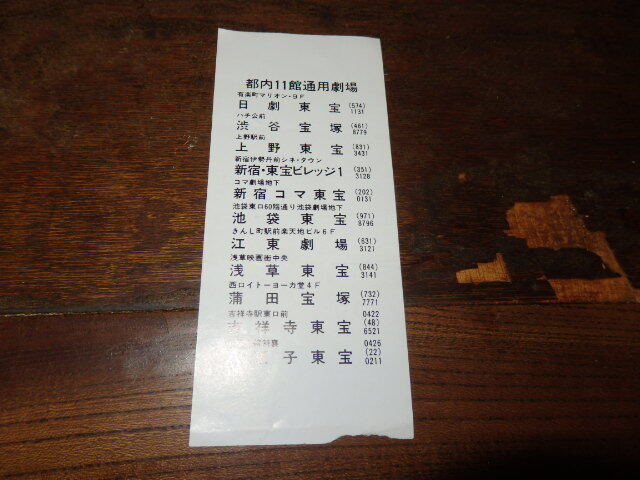 都内11館通用劇場
有楽町マリオン・9F
日劇東宝 (574) 1131
ハチ公前
渋谷宝塚 (461) 8779
上野駅前
上野東宝 (831) 3431
新宿伊勢丹前シネ・タウン
新宿・東宝ビレッジ1 (351) 3128
コマ劇場地下
新宿コマ東宝 (202) 0131
池袋東口60階通り池袋劇場地下
池袋東宝 (971) 8796
きんし町駅前楽天地ビル6F
江東劇場 (631) 3121
浅草映画街中央
浅草東宝 (844) 3141
西口イトーヨーカ堂4F
蒲田宝塚 (732) 7771
吉祥寺駅東口前 0422
吉祥寺東宝 (48) 6521
0426
子東宝 (22) 0211